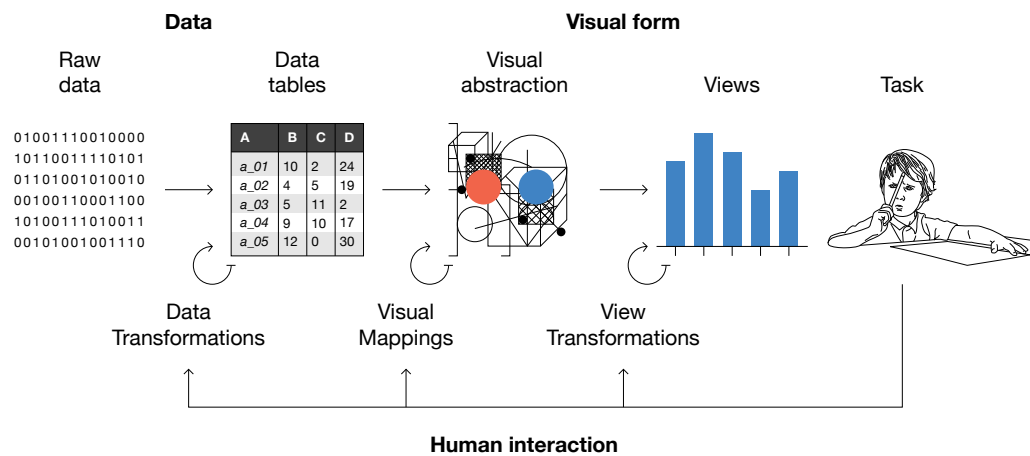 Data
Visual form
Raw
data
Data
tables
Visual
abstraction
Views
Task
01001110010000
10110011110101
01101001010010
00100110001100
10100111010011
00101001001110
A B C D
a_01 10 2 24
a_02 4 5 19
a_03 5 11 2
a_04 9 10 17
a_05 12 0 30
Data
Transformations
Visual
Mappings
View
Transformations
Human interaction